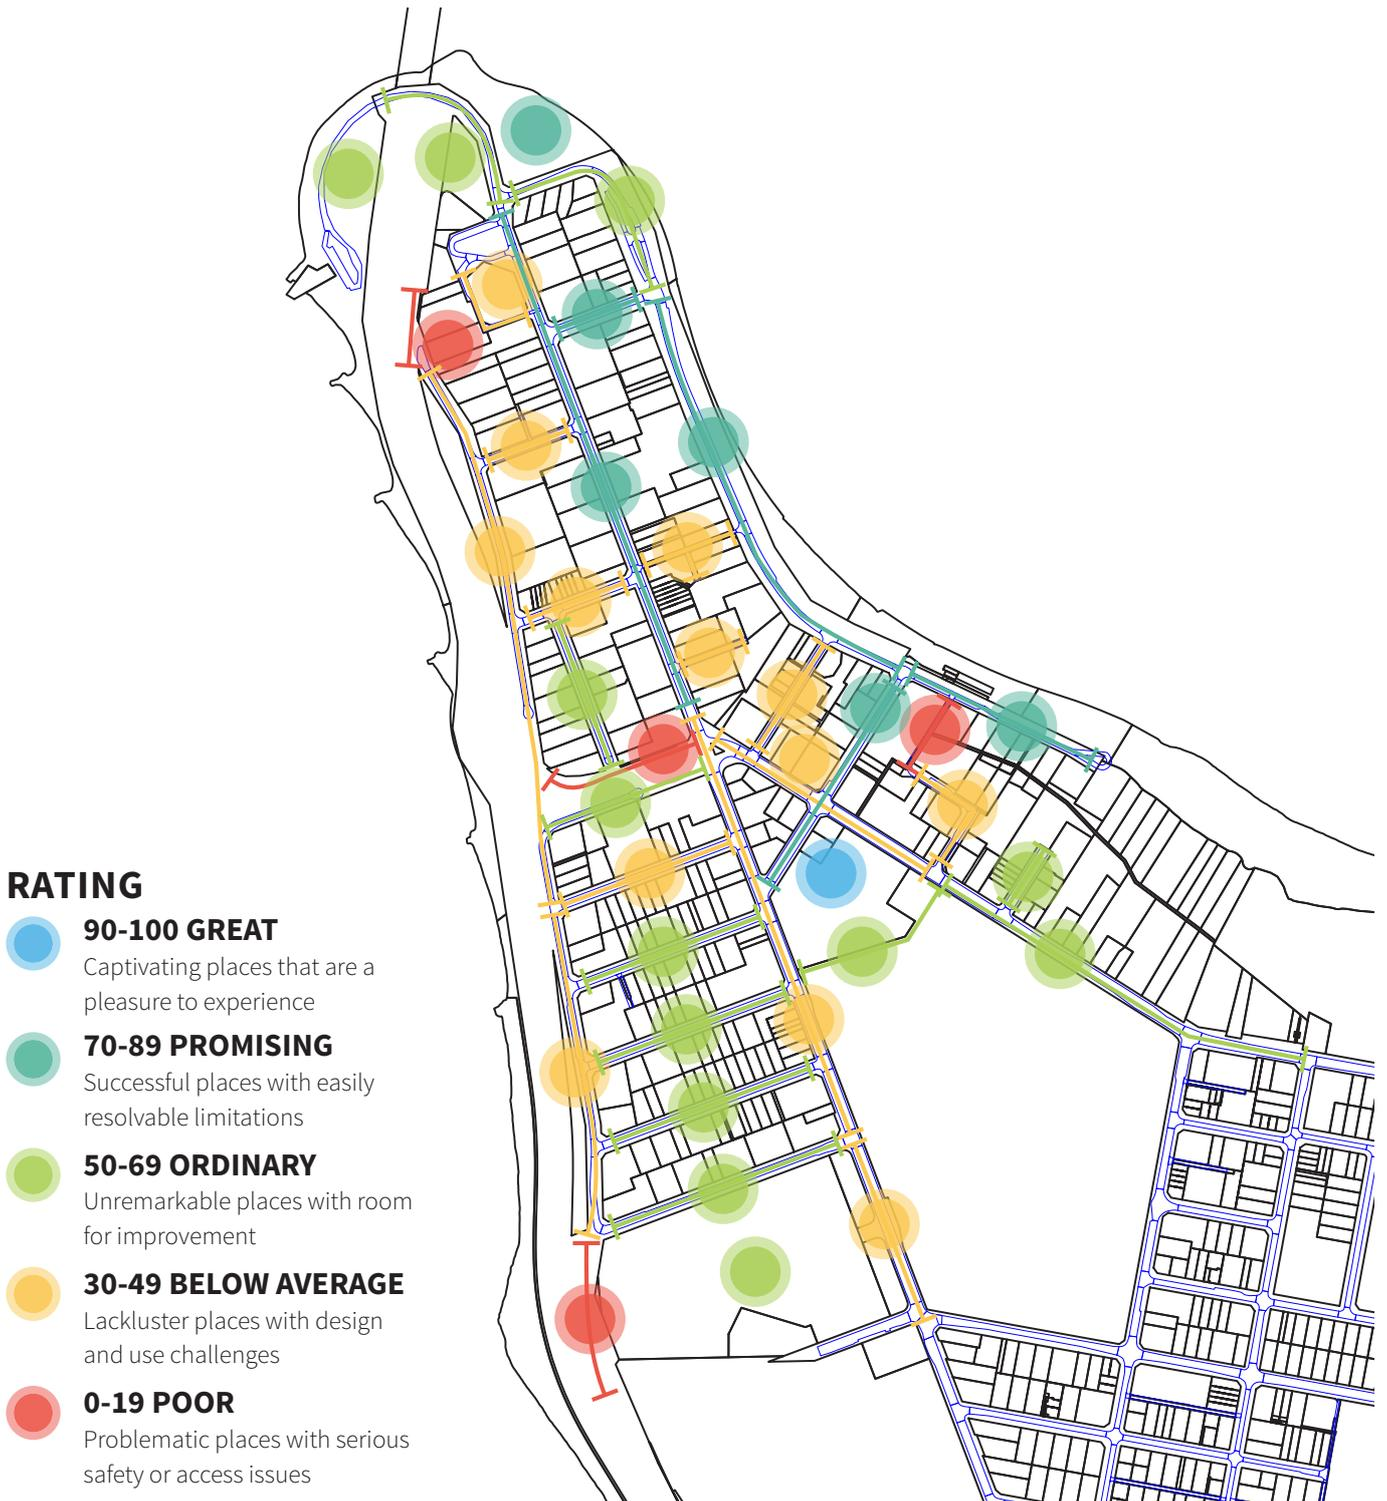 RATING
90-100 GREAT
Captivating places that are a
pleasure to experience
70-89 PROMISING
Successful places with easily
resolvable limitations
50-69 ORDINARY
Unremarkable places with room
for improvement
30-49 BELOW AVERAGE
Lackluster places with design
and use challenges
0-19 POOR
Problematic places with serious
safety or access issues